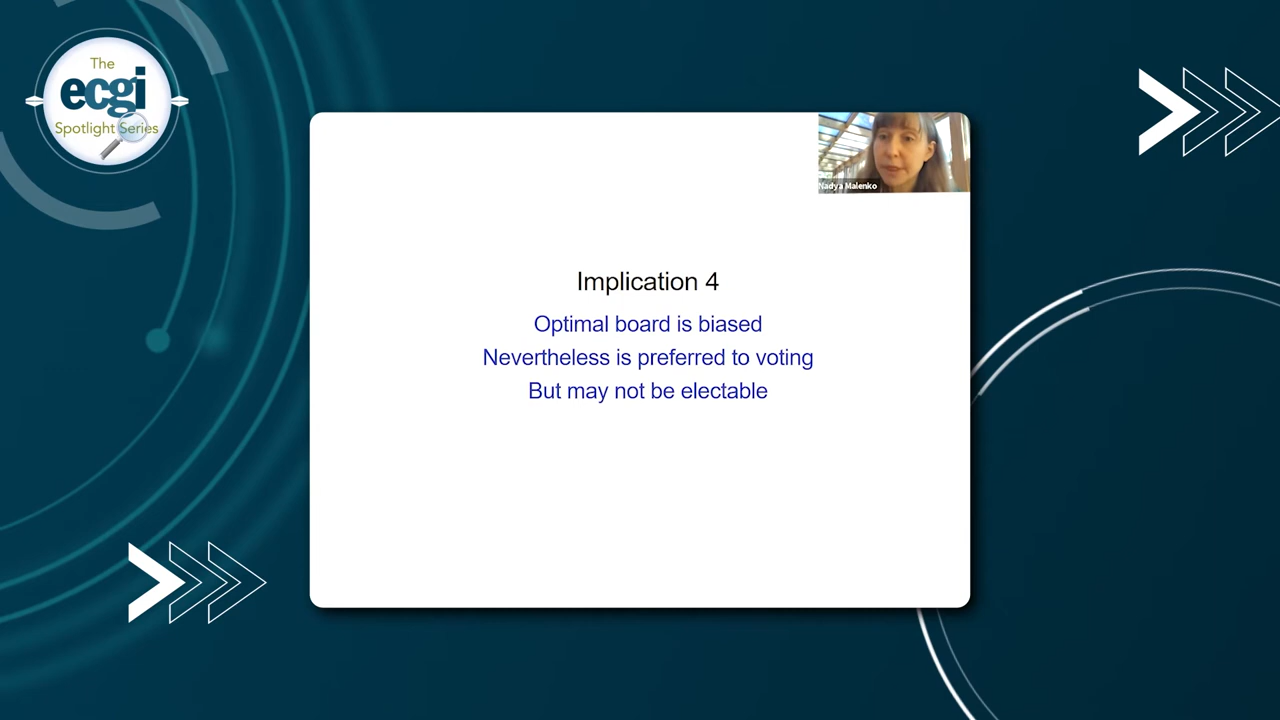 The
ecgi
Spotlight Series
Nadya Malenko
Implication 4
Optimal board is biased
Nevertheless is preferred to voting
But may not be electable